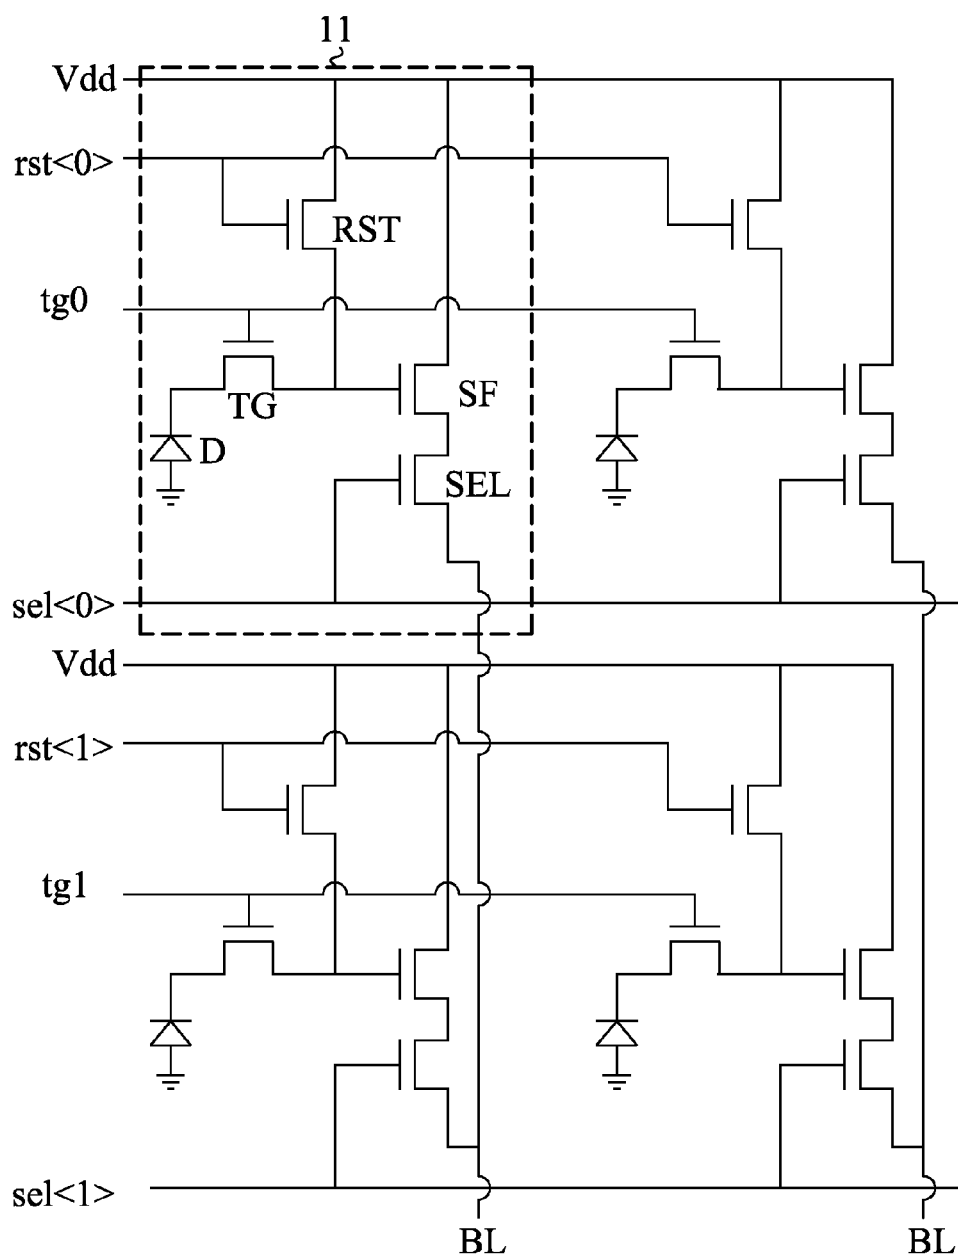 11
Vdd
rst<0>
RST
tg0
TG
SF
D
SEL
sel<0>
Vdd
rst<1>
tg1
sel<1>
BL
BL